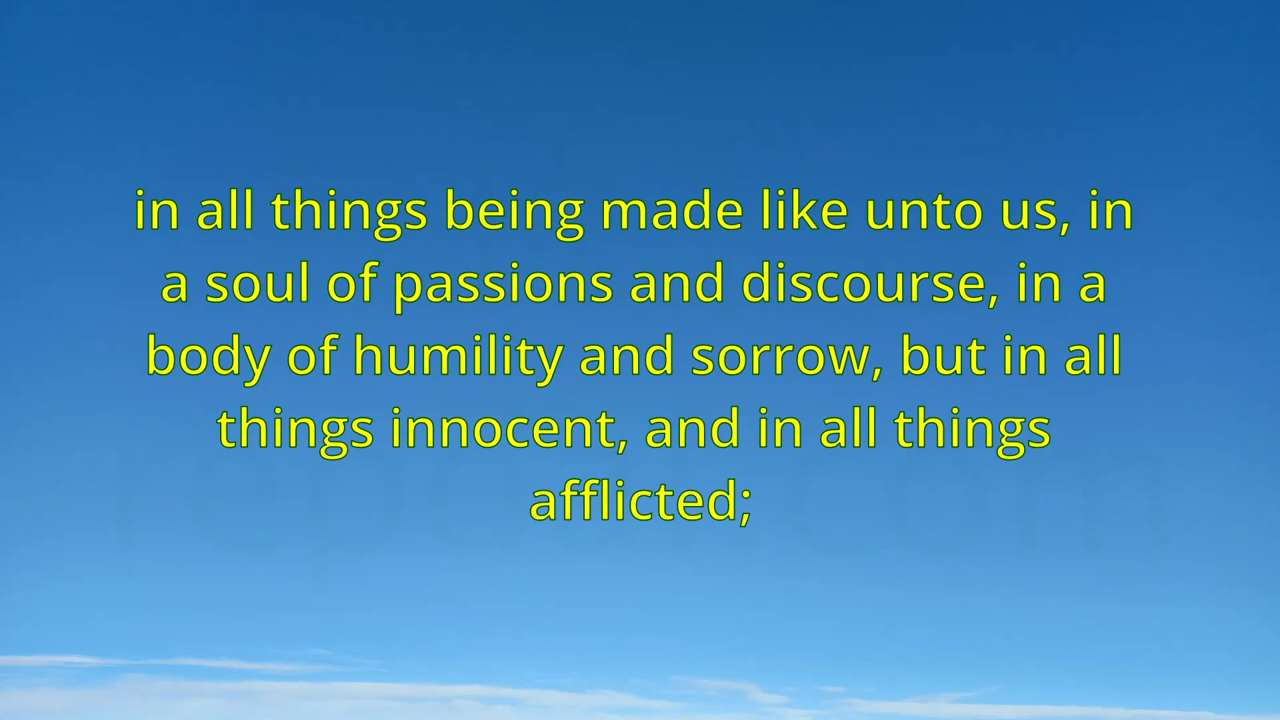 in all things being made like unto us, in
a soul of passions and discourse, in a
body of humility and sorrow, but in all
things innocent, and in all things
afflicted;